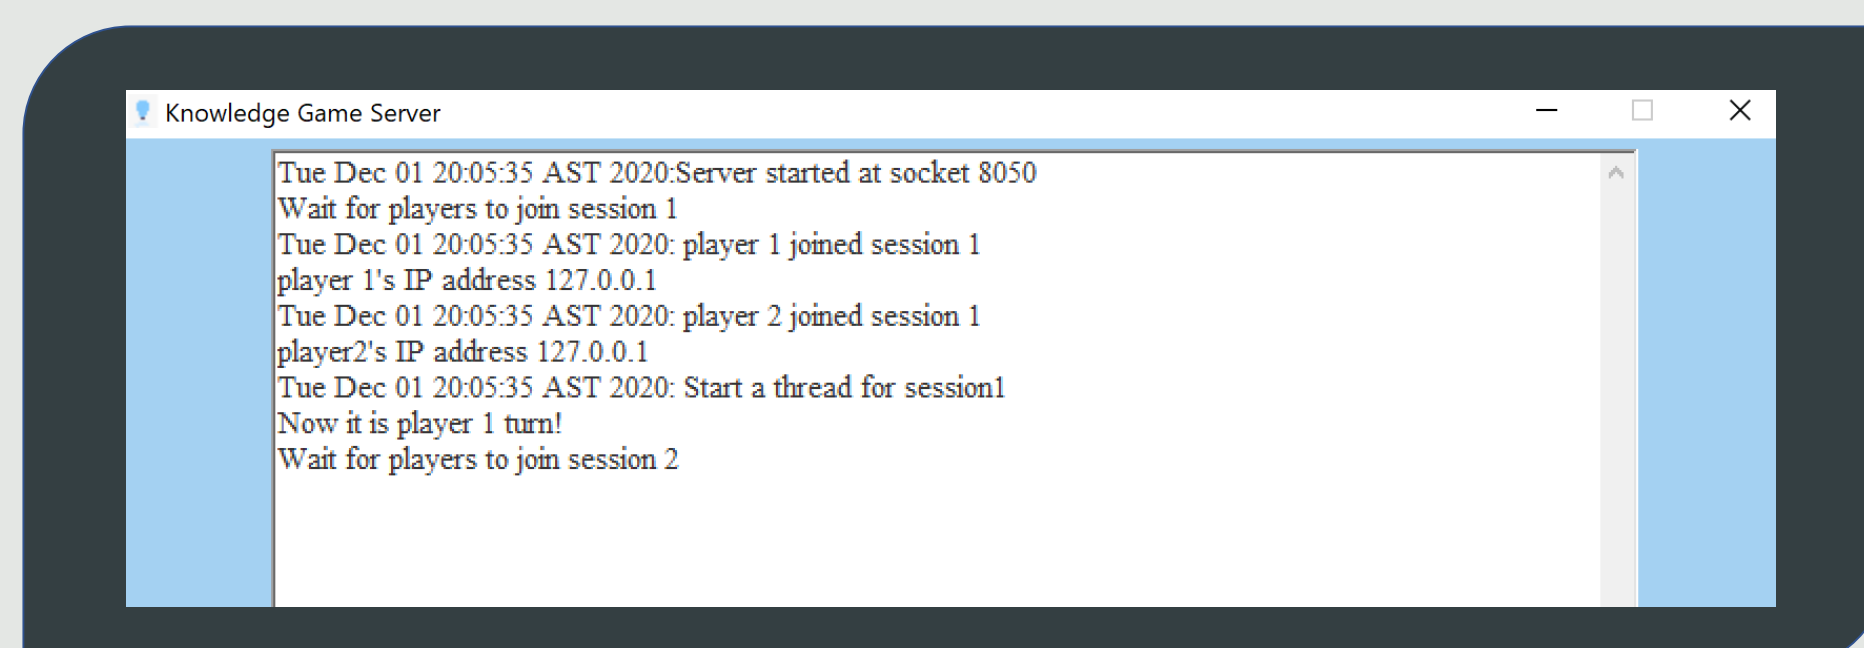 Knowledge Game Server
Tue Dec 01 20:05:35 AST 2020:Server started at socket 8050
Wait for players to join session 1
Tue Dec 01 20:05:35 AST 2020: player 1 joined session 1
player 1's IP address 127.0.0.1
Tue Dec 01 20:05:35 AST 2020: player 2 joined session 1
player2's IP address 127.0.0.1
Tue Dec 01 20:05:35 AST 2020: Start a thread for session1
Now it is player 1 turn!
Wait for players to join session 2